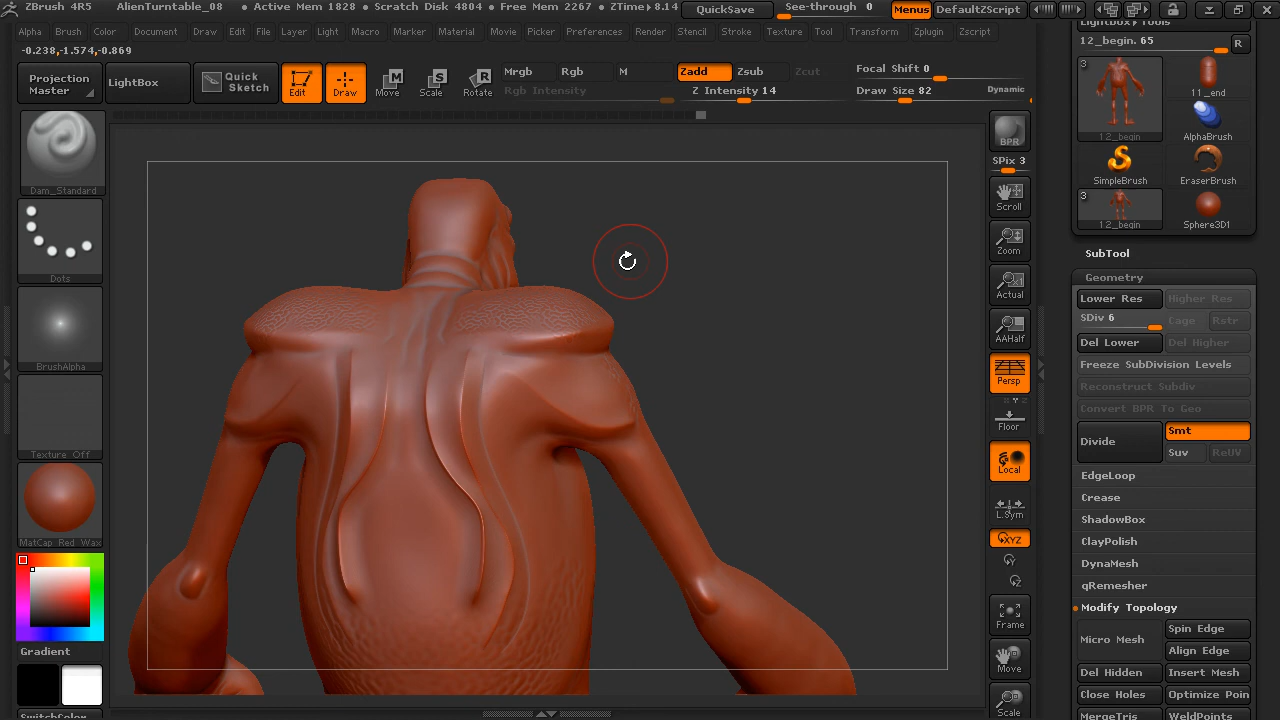 ZBrush 4R5 AlienTurntable_08 • Active Mem 1828 • Scratch Disk 4804 • Free Mem 2267 • ZTime▶8.14 QuickSave See-through 0 Menus DefaultZScript
Alpha Brush Color Document Draw Edit File Layer Light Macro Marker Material Movie Picker Preferences Render Stencil Stroke Texture Tool Transform Zplugin Zscript
-0.238,-1.574,-0.869
Projection Master
LightBox
Quick Sketch
Edit
Draw
Move
Scale
Rotate
Mrgb Rgb M Zadd Zsub Zcut
Rgb Intensity Z Intensity 14
Focal Shift 0
Draw Size 82 Dynamic
Dam_Standard
Dots
BrushAlpha
Texture Off
MatCap Red Wax
Gradient
SwitchColor
BPR
SPix 3
Scroll
Zoom
Actual
AAHalf
Persp
Floor
Local
L.Sym
XYZ
Y
Z
Frame
Move
Scale
Lightbox▶Tools
12_begin. 65 R
3
12_begin
11_end
AlphaBrush
SimpleBrush
EraserBrush
3
12_begin
Sphere3D1
SubTool
Geometry
Lower Res Higher Res
SDiv 6 Cage Rstr
Del Lower Del Higher
Freeze SubDivision Levels
Reconstruct Subdiv
Convert BPR To Geo
Divide
Smt
Suv ReUV
EdgeLoop
Crease
ShadowBox
ClayPolish
DynaMesh
qRemesher
Modify Topology
Micro Mesh
Spin Edge
Align Edge
Del Hidden Insert Mesh
Close Holes Optimize Poin
MergeTris WeldPoints